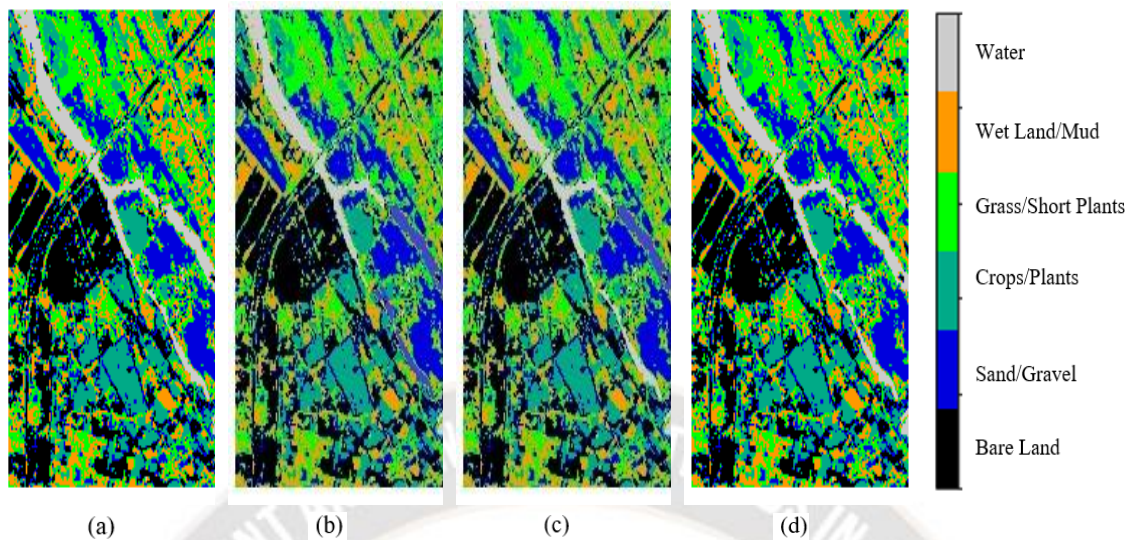 Water
Wet Land/Mud
Grass/Short Plants
Crops/Plants
Sand/Gravel
Bare Land
(a) (b) (c) (d)